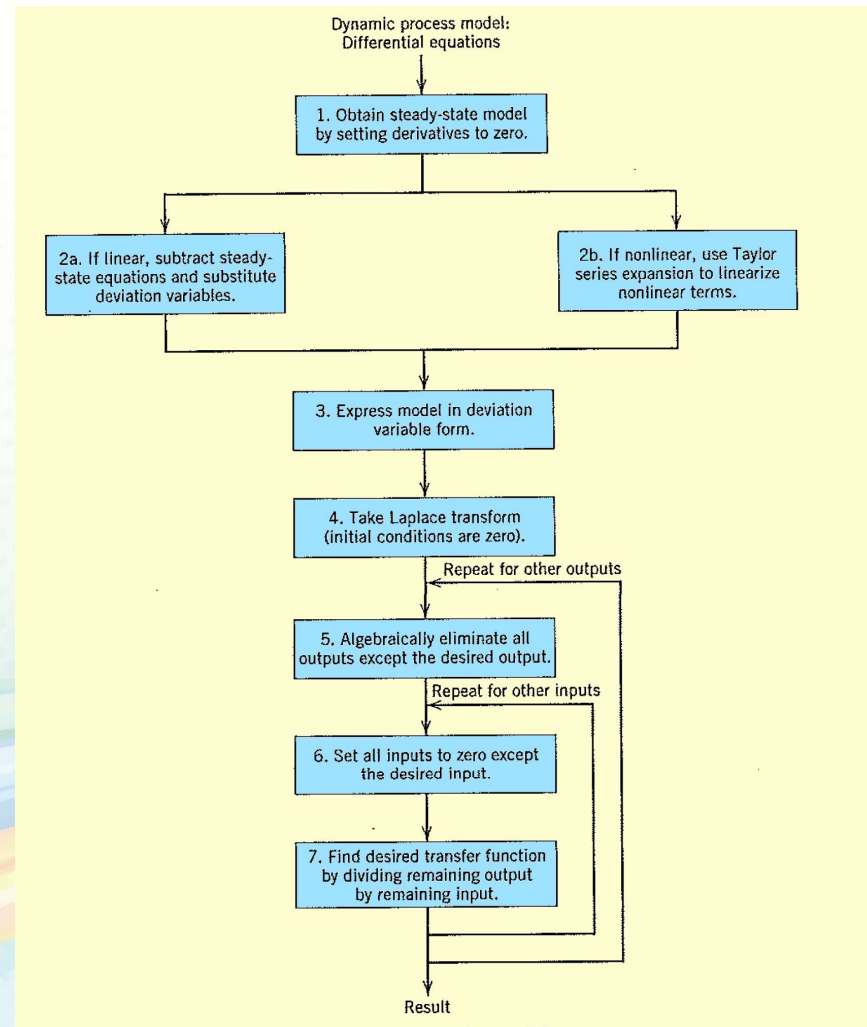 Dynamic process model:
Differential equations
1. Obtain steady-state model
by setting derivatives to zero.
2a. If linear, subtract steady-
state equations and substitute
deviation variables.
2b. If nonlinear, use Taylor
series expansion to linearize
nonlinear terms.
3. Express model in deviation
variable form.
4. Take Laplace transform
(initial conditions are zero).
Repeat for other outputs
5. Algebraically eliminate all
outputs except the desired output.
Repeat for other inputs
6. Set all inputs to zero except
the desired input.
7. Find desired transfer function
by dividing remaining output
by remaining input.
Result